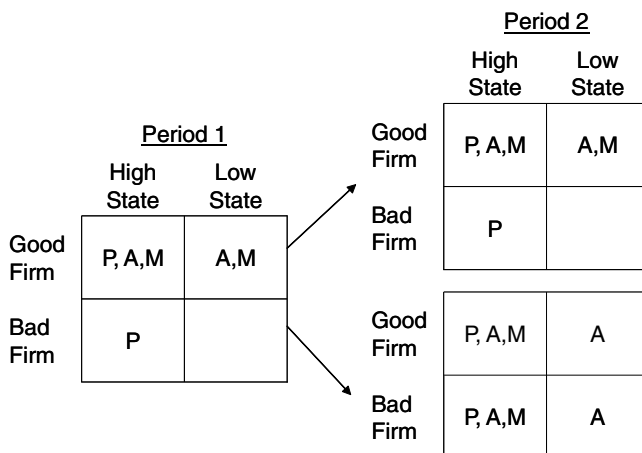 Period 1
High State
Low State
Good Firm
P, A,M
A,M
Bad Firm
P
Period 2
High State
Low State
Good Firm
P, A,M
A,M
Bad Firm
P
Good Firm
P, A,M
A
Bad Firm
P, A,M
A